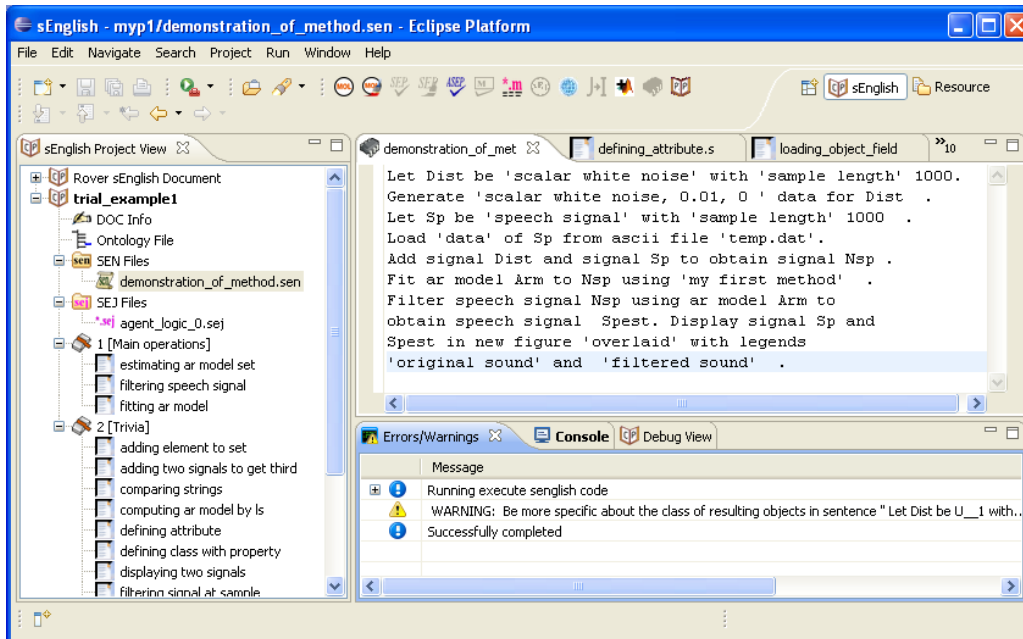 sEnglish - myp1/demonstration_of_method.sen - Eclipse Platform
File Edit Navigate Search Project Run Window Help
sEnglish Resource
sEnglish Project View
Rover sEnglish Document
trial_example1
DOC Info
Ontology File
SEN Files
demonstration_of_method.sen
SEJ Files
agent_logic_0.sej
1 [Main operations]
estimating ar model set
filtering speech signal
fitting ar model
2 [Trivia]
adding element to set
adding two signals to get third
comparing strings
computing ar model by ls
defining attribute
defining class with property
displaying two signals
filtering signal at sample
demonstration_of_met defining_attribute.s loading_object_field »10
Let Dist be 'scalar white noise' with 'sample length' 1000.
Generate 'scalar white noise, 0.01, 0 ' data for Dist .
Let Sp be 'speech signal' with 'sample length' 1000 .
Load 'data' of Sp from ascii file 'temp.dat'.
Add signal Dist and signal Sp to obtain signal Nsp .
Fit ar model Arm to Nsp using 'my first method' .
Filter speech signal Nsp using ar model Arm to
obtain speech signal Spest. Display signal Sp and
Spest in new figure 'overlaid' with legends
'original sound' and 'filtered sound' .
Errors/Warnings Console Debug View
Message
Running execute senglish code
WARNING: Be more specific about the class of resulting objects in sentence " Let Dist be U__1 with..
Successfully completed